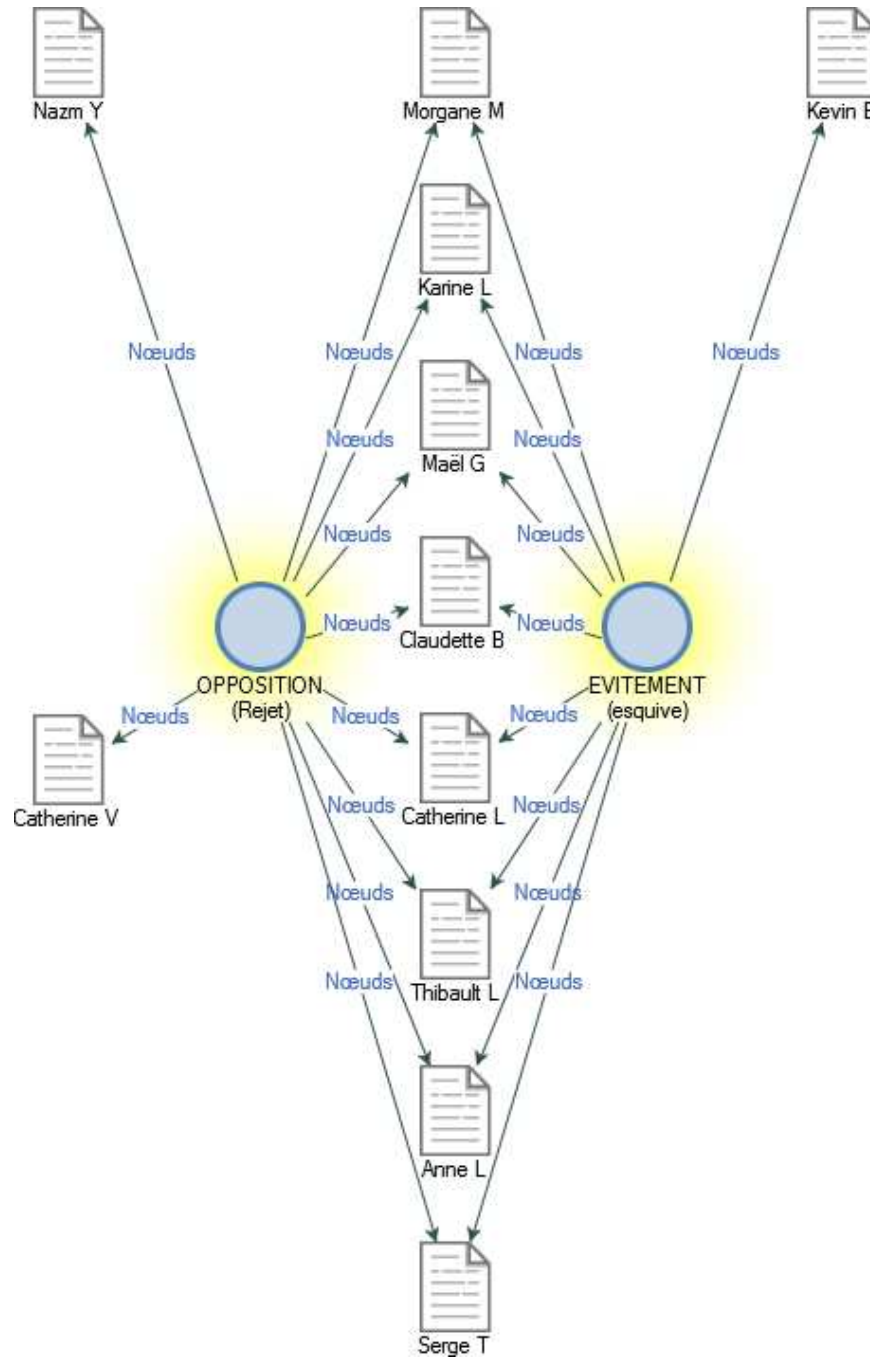 Nazm Y
Morgane M
Kevin B
Karine L
Nœuds
Nœuds
Nœuds
Nœuds
Nœuds
Nœuds
Maël G
Nœuds
Nœuds
Nœuds
Nœuds
Claudette B
OPPOSITION
(Rejet)
EVITEMENT
(esquive)
Nœuds
Nœuds
Nœuds
Catherine V
Catherine L
Nœuds
Nœuds
Nœuds
Nœuds
Nœuds
Nœuds
Thibault L
Anne L
Serge T